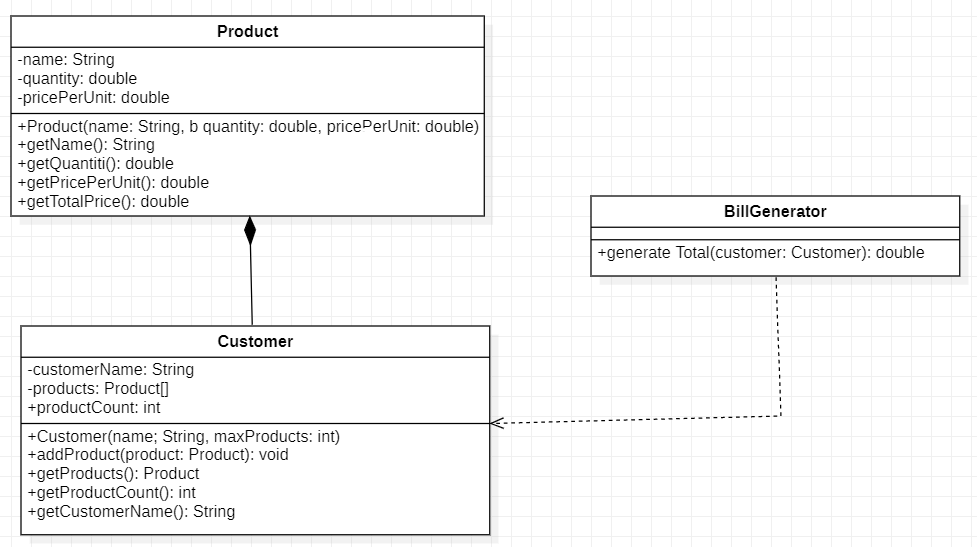 Product
-name: String
-quantity: double
-pricePerUnit: double
+Product(name: String, b quantity: double, pricePerUnit: double)
+getName(): String
+getQuantiti(): double
+getPricePerUnit(): double
+getTotalPrice(): double
BillGenerator
+generate Total(customer: Customer): double
Customer
-customerName: String
-products: Product[]
+productCount: int
+Customer(name; String, maxProducts: int)
+addProduct(product: Product): void
+getProducts(): Product
+getProductCount(): int
+getCustomerName(): String